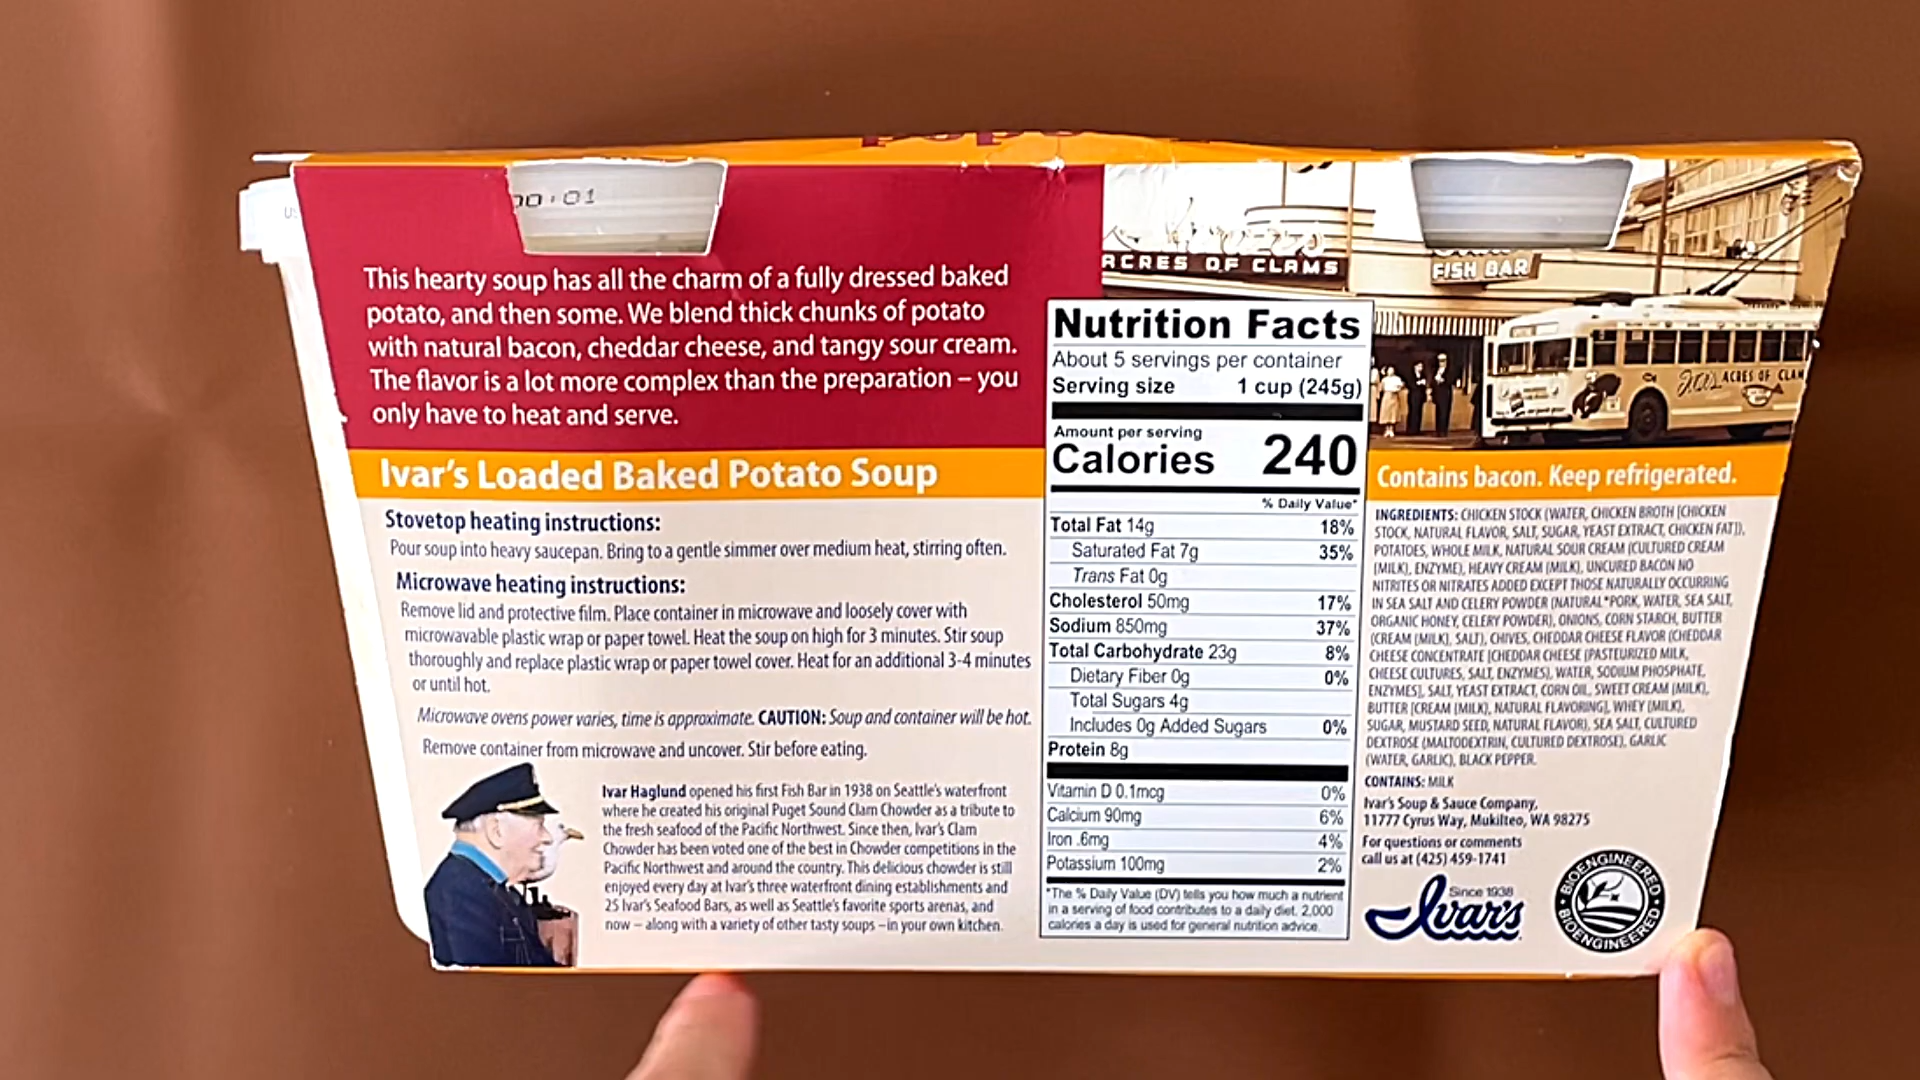 00:01
This hearty soup has all the charm of a fully dressed baked
potato, and then some. We blend thick chunks of potato
with natural bacon, cheddar cheese, and tangy sour cream.
The flavor is a lot more complex than the preparation – you
only have to heat and serve.
Ivar's Loaded Baked Potato Soup
Stovetop heating instructions:
Pour soup into heavy saucepan. Bring to a gentle simmer over medium heat, stirring often.
Microwave heating instructions:
Remove lid and protective film. Place container in microwave and loosely cover with
microwavable plastic wrap or paper towel. Heat the soup on high for 3 minutes. Stir soup
thoroughly and replace plastic wrap or paper towel cover. Heat for an additional 3-4 minutes
or until hot.
Microwave ovens power varies, time is approximate. CAUTION: Soup and container will be hot.
Remove container from microwave and uncover. Stir before eating.
Ivar Haglund opened his first Fish Bar in 1938 on Seattle's waterfront
where he created his original Puget Sound Clam Chowder as a tribute to
the fresh seafood of the Pacific Northwest. Since then, Ivar's Clam
Chowder has been voted one of the best in Chowder competitions in the
Pacific Northwest and around the country. This delicious chowder is still
enjoyed every day at Ivar's three waterfront dining establishments and
25 Ivar's Seafood Bars, as well as Seattle's favorite sports arenas, and
now – along with a variety of other tasty soups – in your own kitchen.
Nutrition Facts
About 5 servings per container
Serving size 1 cup (245g)
Amount per serving
Calories 240
% Daily Value*
Total Fat 14g 18%
Saturated Fat 7g 35%
Trans Fat 0g
Cholesterol 50mg 17%
Sodium 850mg 37%
Total Carbohydrate 23g 8%
Dietary Fiber 0g 0%
Total Sugars 4g
Includes 0g Added Sugars 0%
Protein 8g
Vitamin D 0.1mcg 0%
Calcium 90mg 6%
Iron .6mg 4%
Potassium 100mg 2%
*The % Daily Value (DV) tells you how much a nutrient
in a serving of food contributes to a daily diet. 2,000
calories a day is used for general nutrition advice.
ACRES OF CLAMS
FISH BAR
Ivar's ACRES OF CLAM
Contains bacon. Keep refrigerated.
INGREDIENTS: CHICKEN STOCK (WATER, CHICKEN BROTH [CHICKEN
STOCK, NATURAL FLAVOR, SALT, SUGAR, YEAST EXTRACT, CHICKEN FAT]),
POTATOES, WHOLE MILK, NATURAL SOUR CREAM (CULTURED CREAM
[MILK], ENZYME), HEAVY CREAM (MILK), UNCURED BACON NO
NITRITES OR NITRATES ADDED EXCEPT THOSE NATURALLY OCCURRING
IN SEA SALT AND CELERY POWDER (NATURAL *PORK, WATER, SEA SALT,
ORGANIC HONEY, CELERY POWDER), ONIONS, CORN STARCH, BUTTER
(CREAM [MILK], SALT), CHIVES, CHEDDAR CHEESE FLAVOR (CHEDDAR
CHEESE CONCENTRATE [CHEDDAR CHEESE (PASTEURIZED MILK,
CHEESE CULTURES, SALT, ENZYMES), WATER, SODIUM PHOSPHATE,
ENZYMES], SALT, YEAST EXTRACT, CORN OIL, SWEET CREAM [MILK],
BUTTER [CREAM (MILK), NATURAL FLAVORING], WHEY [MILK],
SUGAR, MUSTARD SEED, NATURAL FLAVOR), SEA SALT, CULTURED
DEXTROSE (MALTODEXTRIN, CULTURED DEXTROSE), GARLIC
(WATER, GARLIC), BLACK PEPPER.
CONTAINS: MILK
Ivar's Soup & Sauce Company,
11777 Cyrus Way, Mukilteo, WA 98275
For questions or comments
call us at (425) 459-1741
Since 1938
Ivar's
BIOENGINEERED
BIOENGINEERED